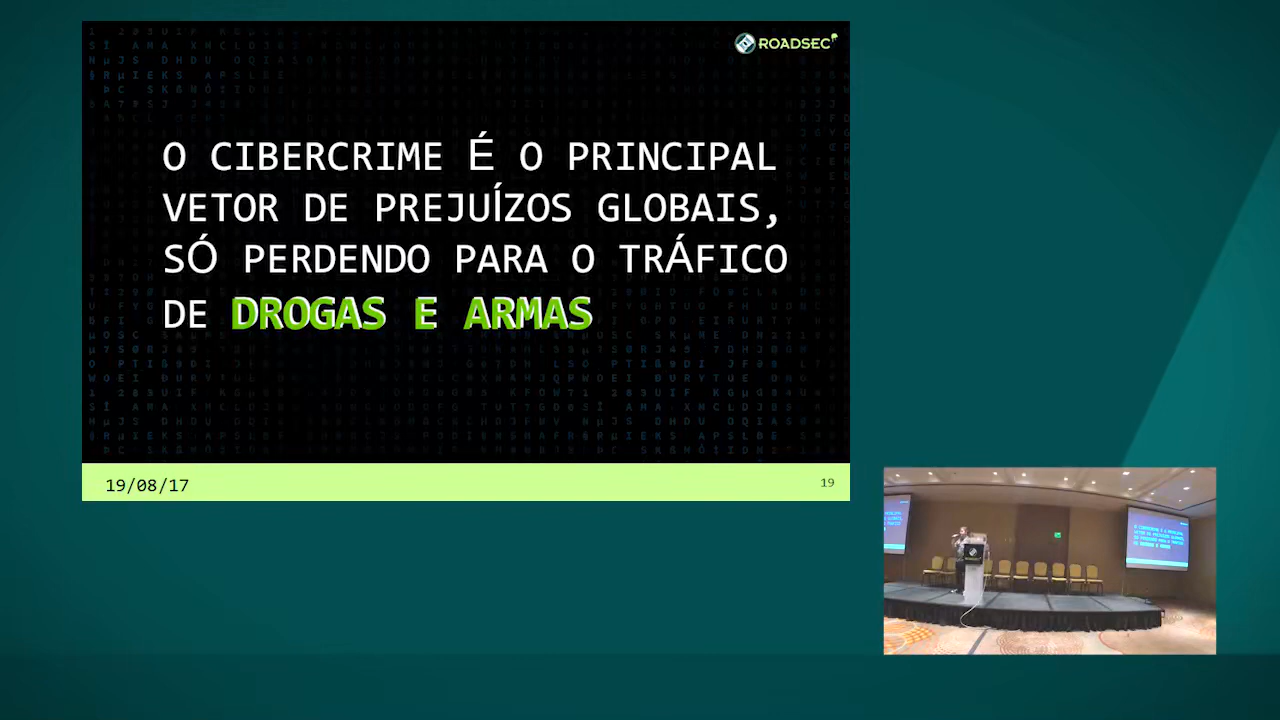 ROADSEC
O CIBERCRIME É O PRINCIPAL
VETOR DE PREJUÍZOS GLOBAIS,
SÓ PERDENDO PARA O TRÁFICO
DE DROGAS E ARMAS
19/08/17
19